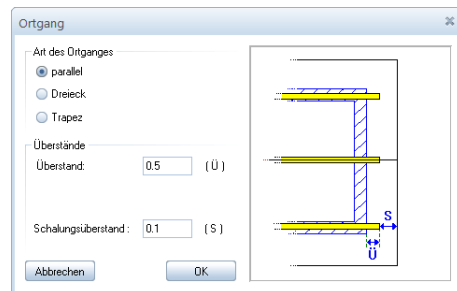 Ortgang
Art des Ortganges
parallel
Dreieck
Trapez
Überstände
Überstand: 0.5 (Ü)
Schalungsüberstand : 0.1 (S)
Abbrechen OK
S
Ü